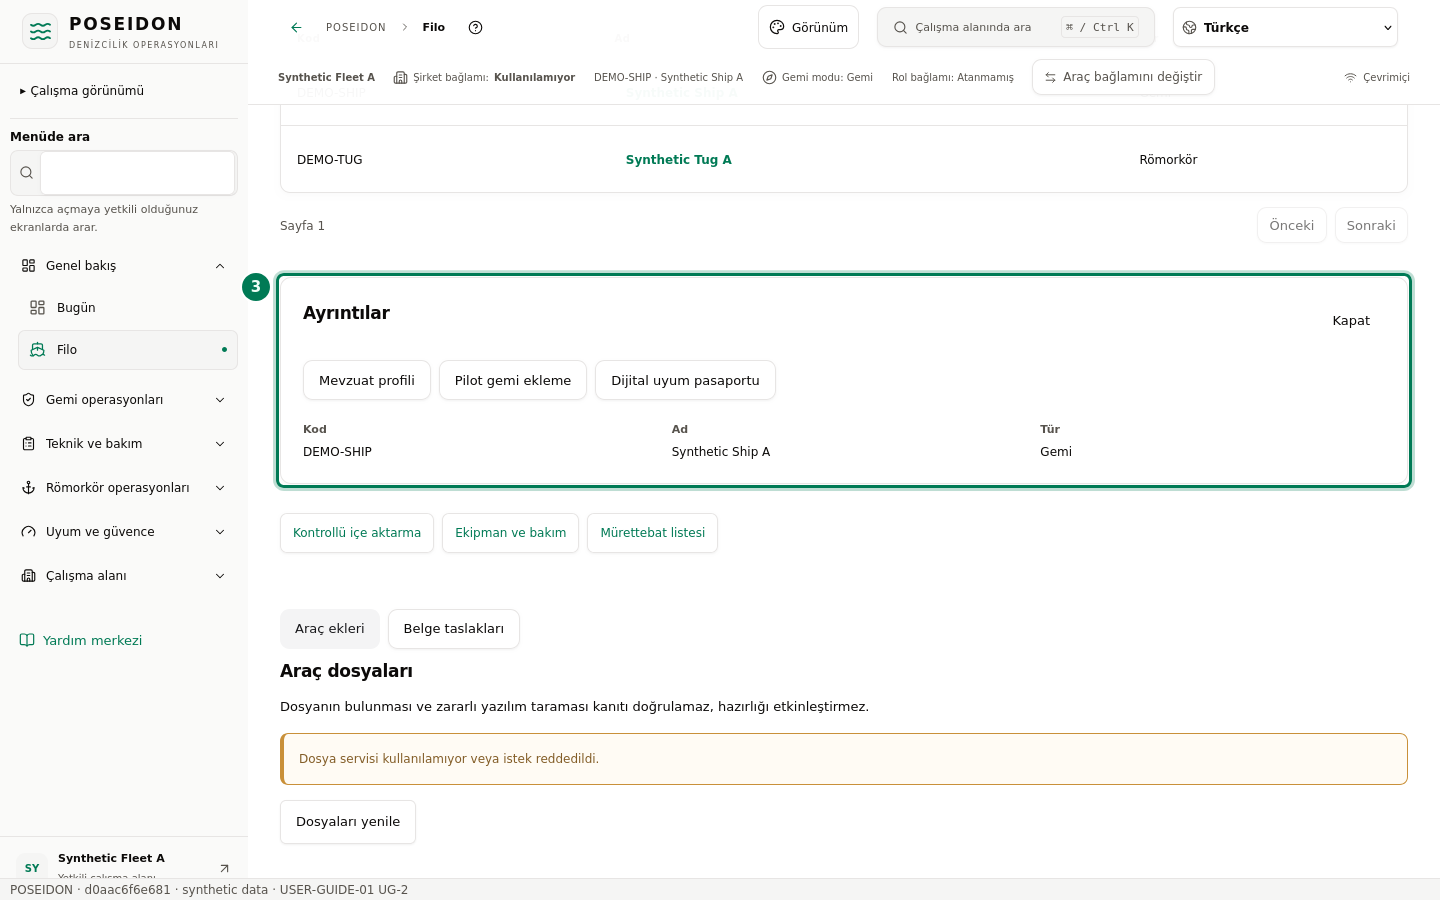 POSEIDON
DENİZCİLİK OPERASYONLARI
▸ Çalışma görünümü
Menüde ara
Yalnızca açmaya yetkili olduğunuz
ekranlarda arar.
Genel bakış
Bugün
Filo
Gemi operasyonları
Teknik ve bakım
Römorkör operasyonları
Uyum ve güvence
Çalışma alanı
Yardım merkezi
SY
Synthetic Fleet A
POSEIDON
Filo
Görünüm
Çalışma alanında ara
⌘ / Ctrl K
Türkçe
Synthetic Fleet A
Şirket bağlamı: Kullanılamıyor
DEMO-SHIP · Synthetic Ship A
Gemi modu: Gemi
Rol bağlamı: Atanmamış
Araç bağlamını değiştir
Çevrimiçi
DEMO-SHIP
Synthetic Ship A
DEMO-TUG
Synthetic Tug A
Römorkör
Sayfa 1
Önceki
Sonraki
3
Ayrıntılar
Kapat
Mevzuat profili
Pilot gemi ekleme
Dijital uyum pasaportu
Kod
Ad
Tür
DEMO-SHIP
Synthetic Ship A
Gemi
Kontrollü içe aktarma
Ekipman ve bakım
Mürettebat listesi
Araç ekleri
Belge taslakları
Araç dosyaları
Dosyanın bulunması ve zararlı yazılım taraması kanıtı doğrulamaz, hazırlığı etkinleştirmez.
Dosya servisi kullanılamıyor veya istek reddedildi.
Dosyaları yenile
POSEIDON · d0aac6f6e681 · synthetic data · USER-GUIDE-01 UG-2